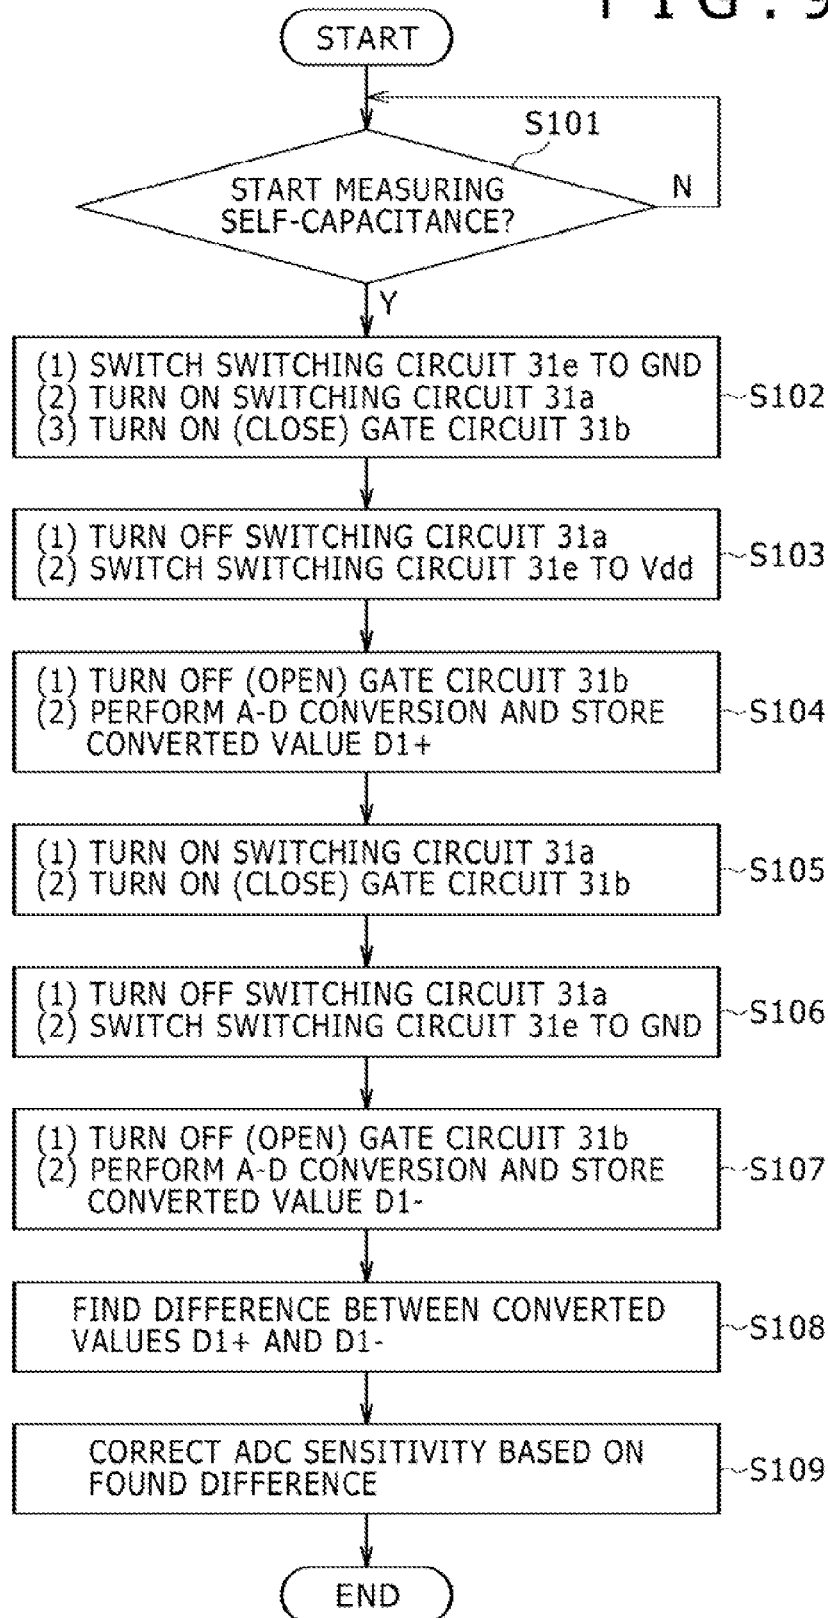 FIG. 9
START
S101
START MEASURING
SELF-CAPACITANCE?
N
Y
(1) SWITCH SWITCHING CIRCUIT 31e TO GND
(2) TURN ON SWITCHING CIRCUIT 31a
(3) TURN ON (CLOSE) GATE CIRCUIT 31b
S102
(1) TURN OFF SWITCHING CIRCUIT 31a
(2) SWITCH SWITCHING CIRCUIT 31e TO Vdd
S103
(1) TURN OFF (OPEN) GATE CIRCUIT 31b
(2) PERFORM A-D CONVERSION AND STORE
CONVERTED VALUE D1+
S104
(1) TURN ON SWITCHING CIRCUIT 31a
(2) TURN ON (CLOSE) GATE CIRCUIT 31b
S105
(1) TURN OFF SWITCHING CIRCUIT 31a
(2) SWITCH SWITCHING CIRCUIT 31e TO GND
S106
(1) TURN OFF (OPEN) GATE CIRCUIT 31b
(2) PERFORM A-D CONVERSION AND STORE
CONVERTED VALUE D1-
S107
FIND DIFFERENCE BETWEEN CONVERTED
VALUES D1+ AND D1-
S108
CORRECT ADC SENSITIVITY BASED ON
FOUND DIFFERENCE
S109
END